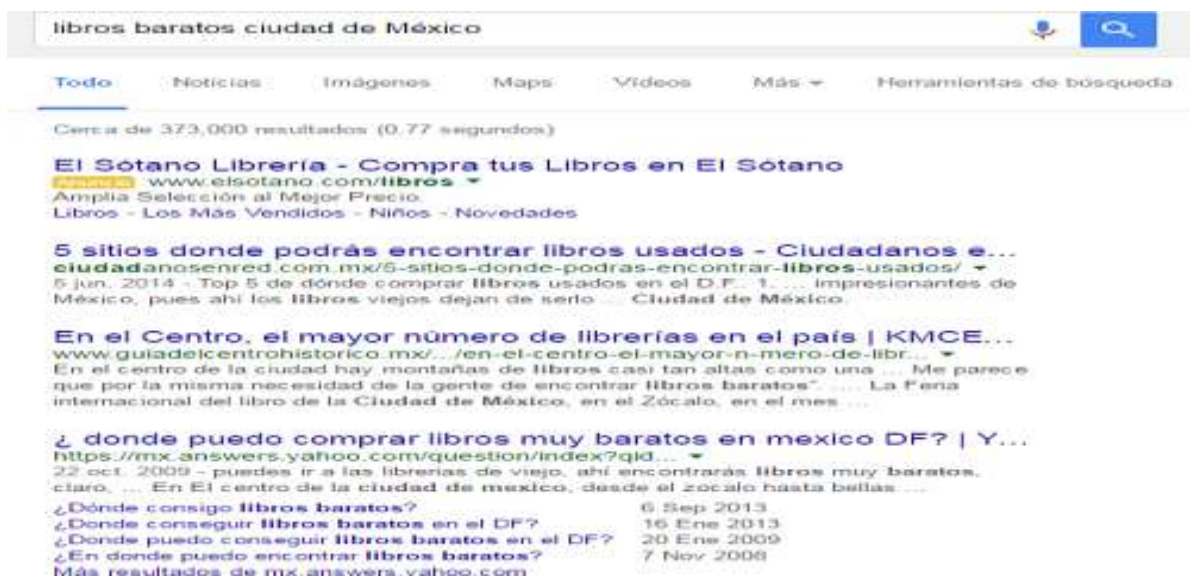 libros baratos ciudad de México
Todo Noticias Imágenes Maps Vídeos Más Herramientas de búsqueda
Cerca de 373,000 resultados (0.77 segundos)
El Sótano Librería - Compra tus Libros en El Sótano
Anuncio www.elsotano.com/libros
Amplia Selección al Mejor Precio.
Libros - Los Más Vendidos - Niños - Novedades
5 sitios donde podrás encontrar libros usados - Ciudadanos e...
ciudadanosenred.com.mx/5-sitios-donde-podras-encontrar-libros-usados/
5 jun. 2014 - Top 5 de dónde comprar libros usados en el D.F.. 1. ... impresionantes de
México, pues ahí los libros viejos dejan de serlo ... Ciudad de México.
En el Centro, el mayor número de librerías en el país | KMCE...
www.guiadelcentrohistorico.mx/.../en-el-centro-el-mayor-n-mero-de-libr...
En el centro de la ciudad hay montañas de libros casi tan altas como una ... Me parece
que por la misma necesidad de la gente de encontrar libros baratos". ... La Feria
internacional del libro de la Ciudad de México, en el Zócalo, en el mes ...
¿ donde puedo comprar libros muy baratos en mexico DF? | Y...
https://mx.answers.yahoo.com/question/index?qid...
22 oct. 2009 - puedes ir a las librerias de viejo, ahí encontrarás libros muy baratos,
claro, ... En El centro de la ciudad de mexico, desde el zocalo hasta bellas ...
¿Dónde consigo libros baratos? 6 Sep 2013
¿Donde conseguir libros baratos en el DF? 16 Ene 2013
¿Donde puedo conseguir libros baratos en el DF? 20 Ene 2009
¿En donde puedo encontrar libros baratos? 7 Nov 2008
Más resultados de mx.answers.yahoo.com